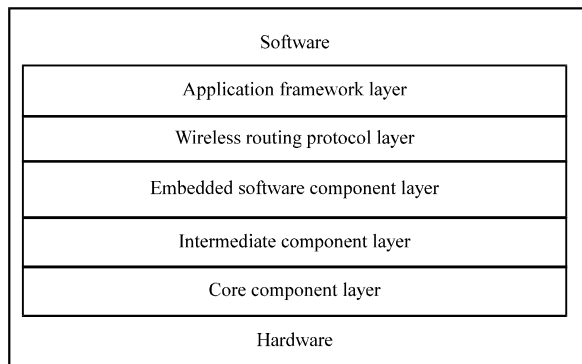 Software
Application framework layer
Wireless routing protocol layer
Embedded software component layer
Intermediate component layer
Core component layer
Hardware